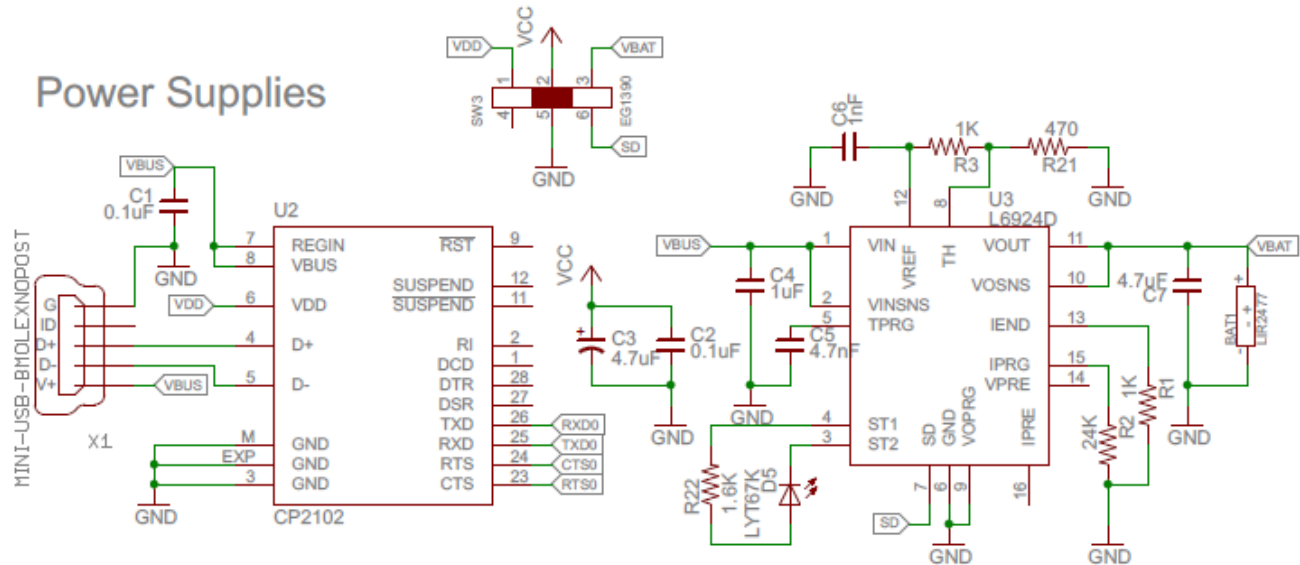 Power Supplies
VDD
VCC
VBAT
1
2
3
SW3
4
5
6
EG1390
SD
GND
VBUS
C1
0.1uF
GND
MINI-USB-BMOLEXNOPOST
G
ID
D+
D-
V+
X1
VDD
VBUS
U2
7 REGIN
8 VBUS
6 VDD
4 D+
5 D-
M GND
EXP GND
3 GND
RST 9
SUSPEND 12
SUSPEND 11
RI 2
DCD 1
DTR 28
DSR 27
TXD 26 RXD0
RXD 25 TXD0
RTS 24 CTS0
CTS 23 RTS0
CP2102
GND
VCC
C3
4.7uF
C2
0.1uF
GND
C6
1nF
1K
R3
470
R21
GND
GND
12
8
U3
L6924D
VBUS
C4
1uF
C5
4.7nF
GND
1 VIN
2 VINSNS
5 TPRG
4 ST1
3 ST2
VREF
TH
VOUT 11
VOSNS 10
IEND 13
IPRG 15
VPRE 14
SD
GND
VOPRG
IPRE
7
6
9
16
VBAT
4.7uF
C7
BAT1
+
- + -
LIR2477
GND
R22
1.6K
LYT67K
D5
SD
GND
24K
R2
1K
R1
GND